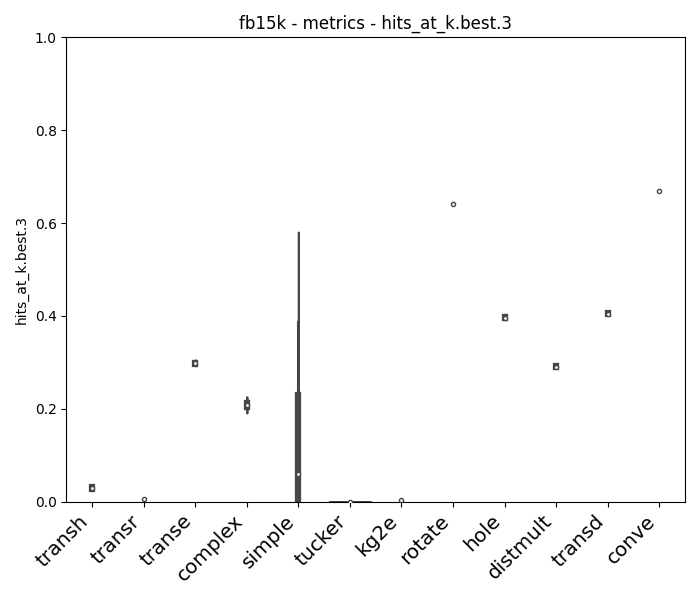 fb15k - metrics - hits_at_k.best.3
hits_at_k.best.3
1.0
0.8
0.6
0.4
0.2
0.0
transh
transr
transe
complex
simple
tucker
kg2e
rotate
hole
distmult
transd
conve